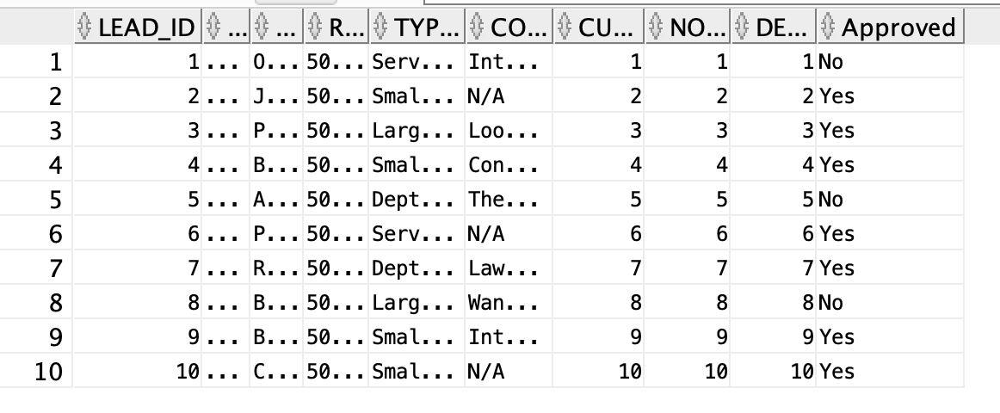 LEAD_ID ... ... R... TYP... CO... CU... NO... DE... Approved
1 1 ... O... 50... Serv... Int... 1 1 1 No
2 2 ... J... 50... Smal... N/A 2 2 2 Yes
3 3 ... P... 50... Larg... Loo... 3 3 3 Yes
4 4 ... B... 50... Smal... Con... 4 4 4 Yes
5 5 ... A... 50... Dept... The... 5 5 5 No
6 6 ... P... 50... Serv... N/A 6 6 6 Yes
7 7 ... R... 50... Dept... Law... 7 7 7 Yes
8 8 ... B... 50... Larg... Wan... 8 8 8 No
9 9 ... B... 50... Smal... Int... 9 9 9 Yes
10 10 ... C... 50... Smal... N/A 10 10 10 Yes